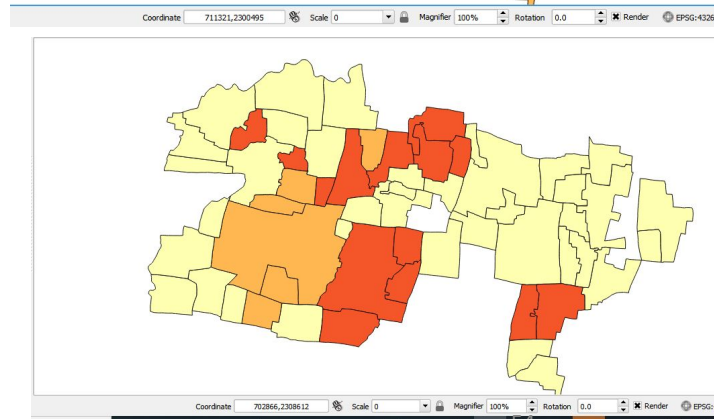 Coordinate 711321,2300495 Scale 0 Magnifier 100% Rotation 0.0 Render EPSG:4326
Coordinate 702866,2308612 Scale 0 Magnifier 100% Rotation 0.0 Render EPSG: